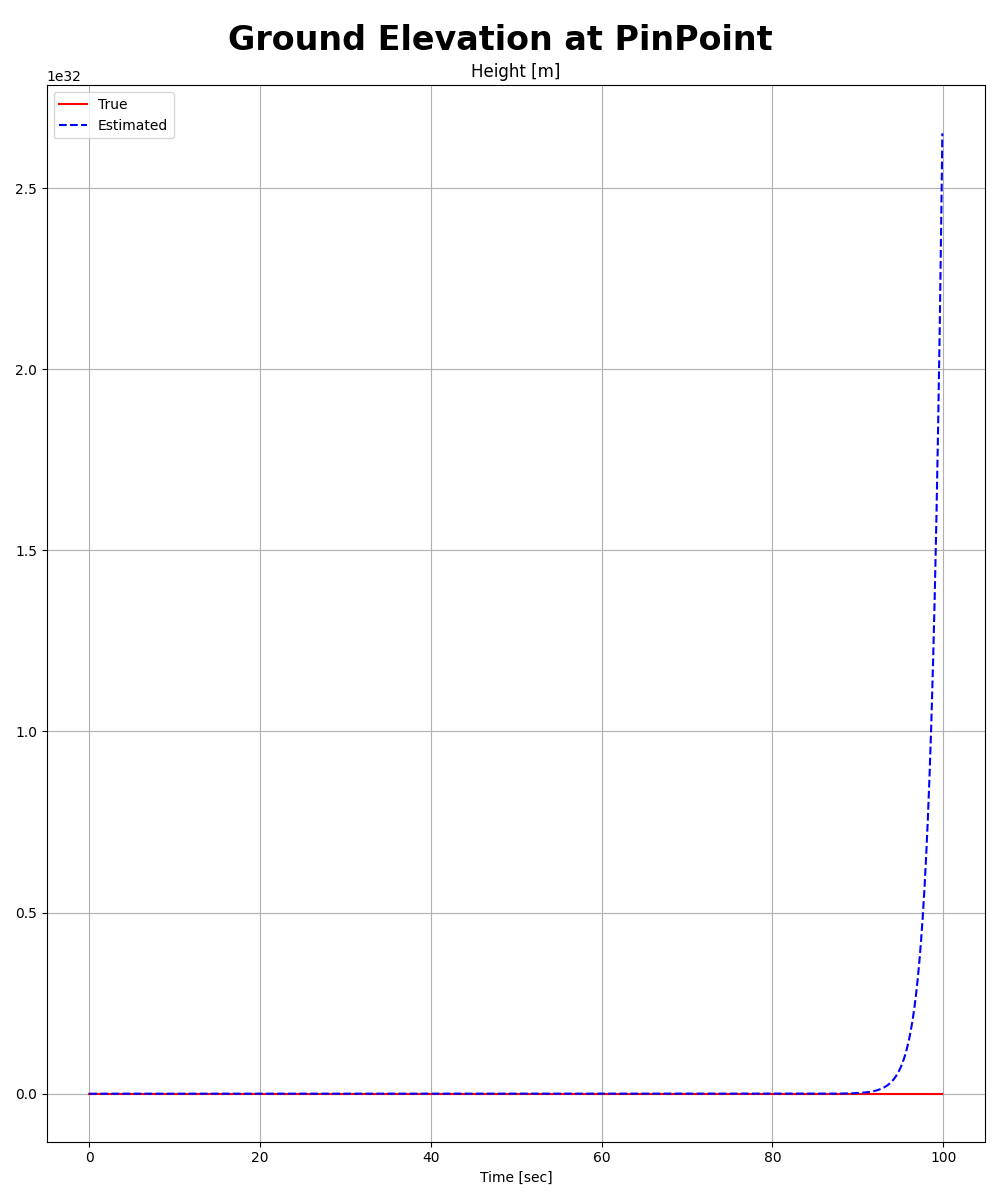 Ground Elevation at PinPoint
Height [m]
1e32
True
Estimated
2.5
2.0
1.5
1.0
0.5
0.0
0 20 40 60 80 100
Time [sec]